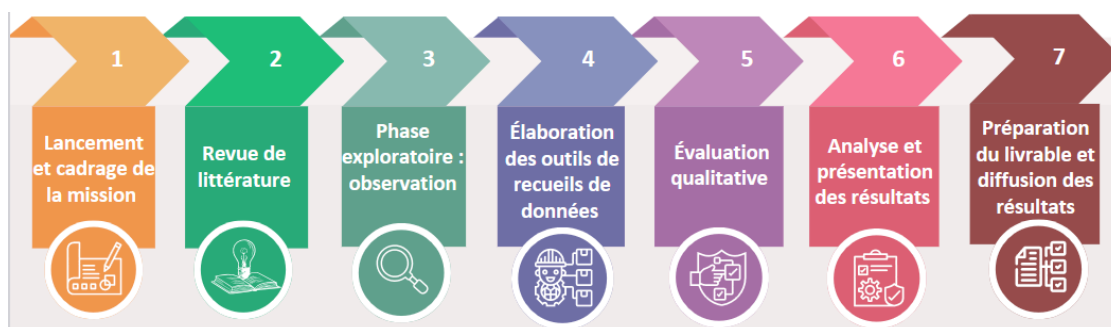 1
2
3
4
5
6
7
Lancement
et cadrage de
la mission
Revue de
littérature
Phase
exploratoire :
observation
Élaboration
des outils de
recueils de
données
Évaluation
qualitative
Analyse et
présentation
des résultats
Préparation
du livrable et
diffusion des
résultats